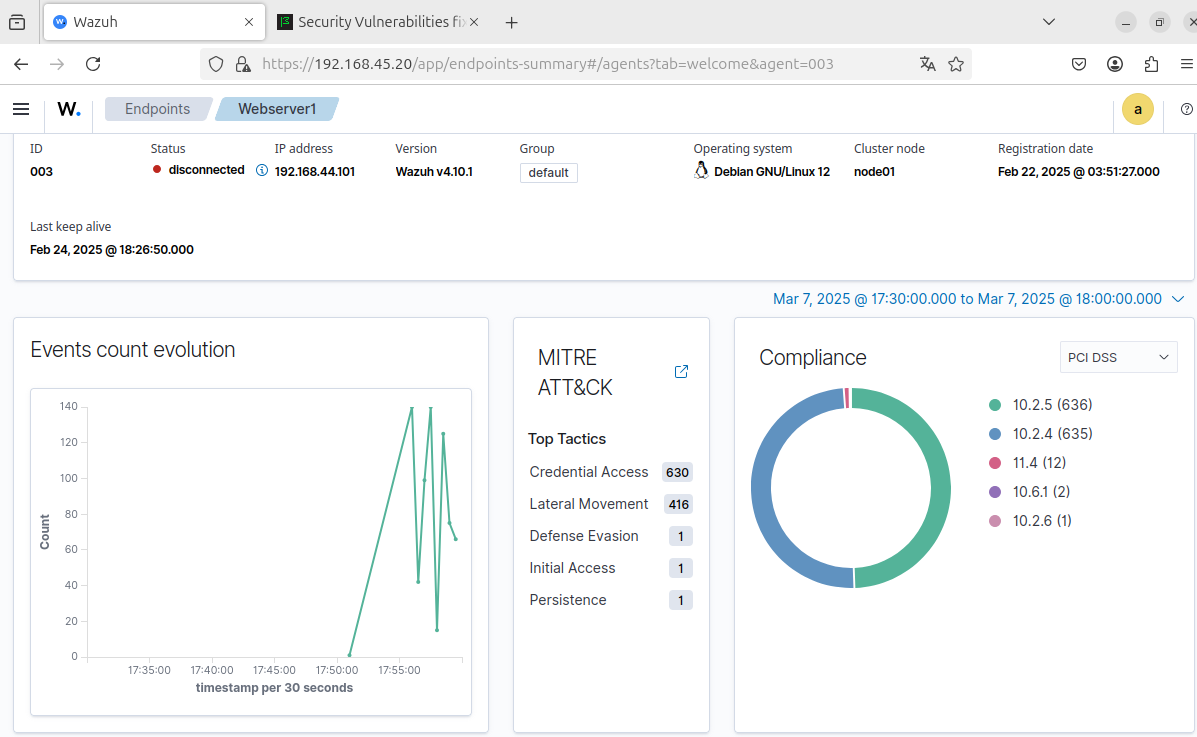 Wazuh
Security Vulnerabilities fix
https://192.168.45.20/app/endpoints-summary#/agents?tab=welcome&agent=003
W.
Endpoints
Webserver1
a
ID
Status
IP address
Version
Group
Operating system
Cluster node
Registration date
003
disconnected
192.168.44.101
Wazuh v4.10.1
default
Debian GNU/Linux 12
node01
Feb 22, 2025 @ 03:51:27.000
Last keep alive
Feb 24, 2025 @ 18:26:50.000
Mar 7, 2025 @ 17:30:00.000 to Mar 7, 2025 @ 18:00:00.000
Events count evolution
Count
140
120
100
80
60
40
20
0
17:35:00
17:40:00
17:45:00
17:50:00
17:55:00
timestamp per 30 seconds
MITRE
ATT&CK
Top Tactics
Credential Access 630
Lateral Movement 416
Defense Evasion 1
Initial Access 1
Persistence 1
Compliance
PCI DSS
10.2.5 (636)
10.2.4 (635)
11.4 (12)
10.6.1 (2)
10.2.6 (1)